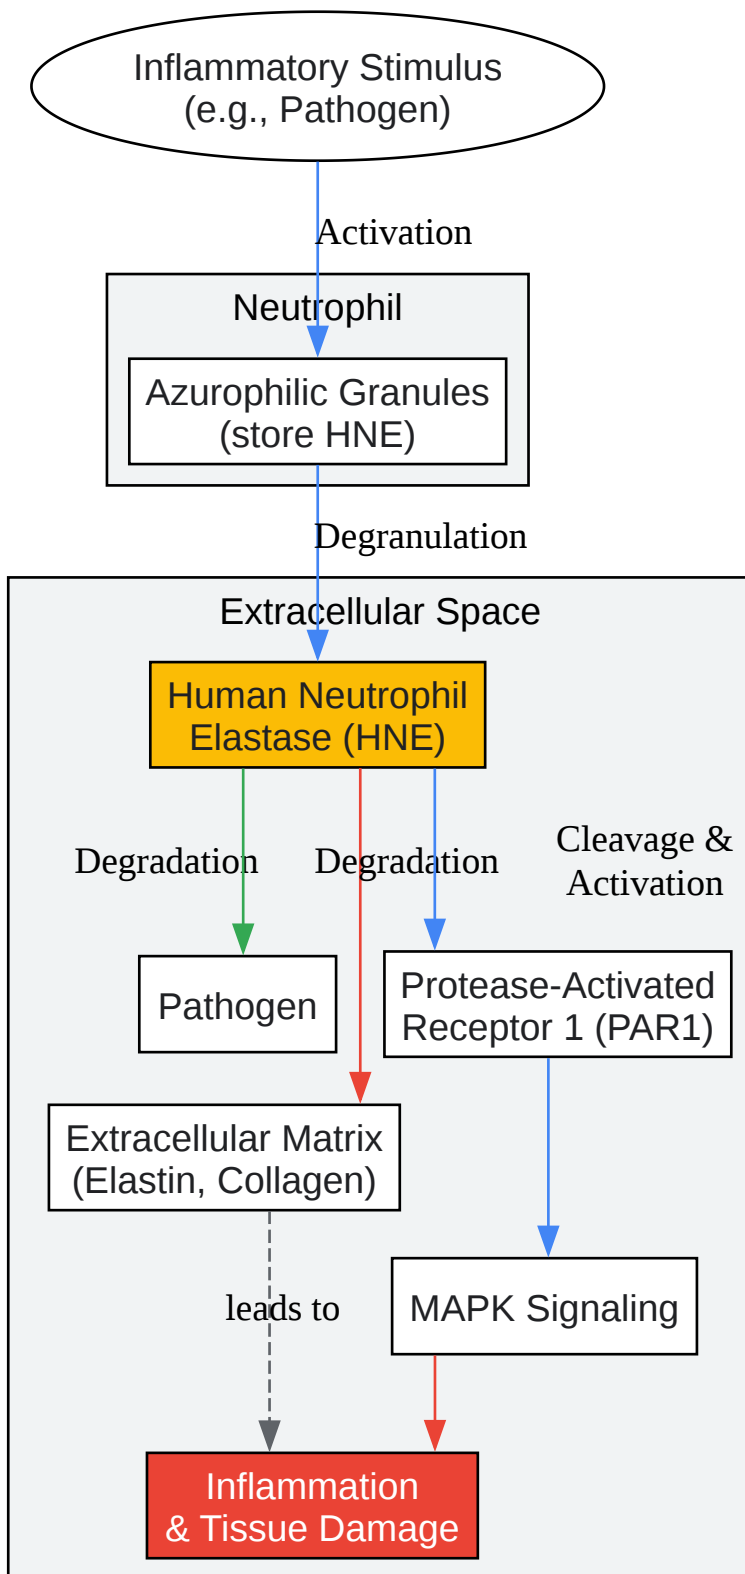 Inflammatory Stimulus
(e.g., Pathogen)
Activation
Neutrophil
Azurophilic Granules
(store HNE)
Degranulation
Extracellular Space
Human Neutrophil
Elastase (HNE)
Degradation
Degradation
Cleavage &
Activation
Pathogen
Protease-Activated
Receptor 1 (PAR1)
Extracellular Matrix
(Elastin, Collagen)
leads to
MAPK Signaling
Inflammation
& Tissue Damage